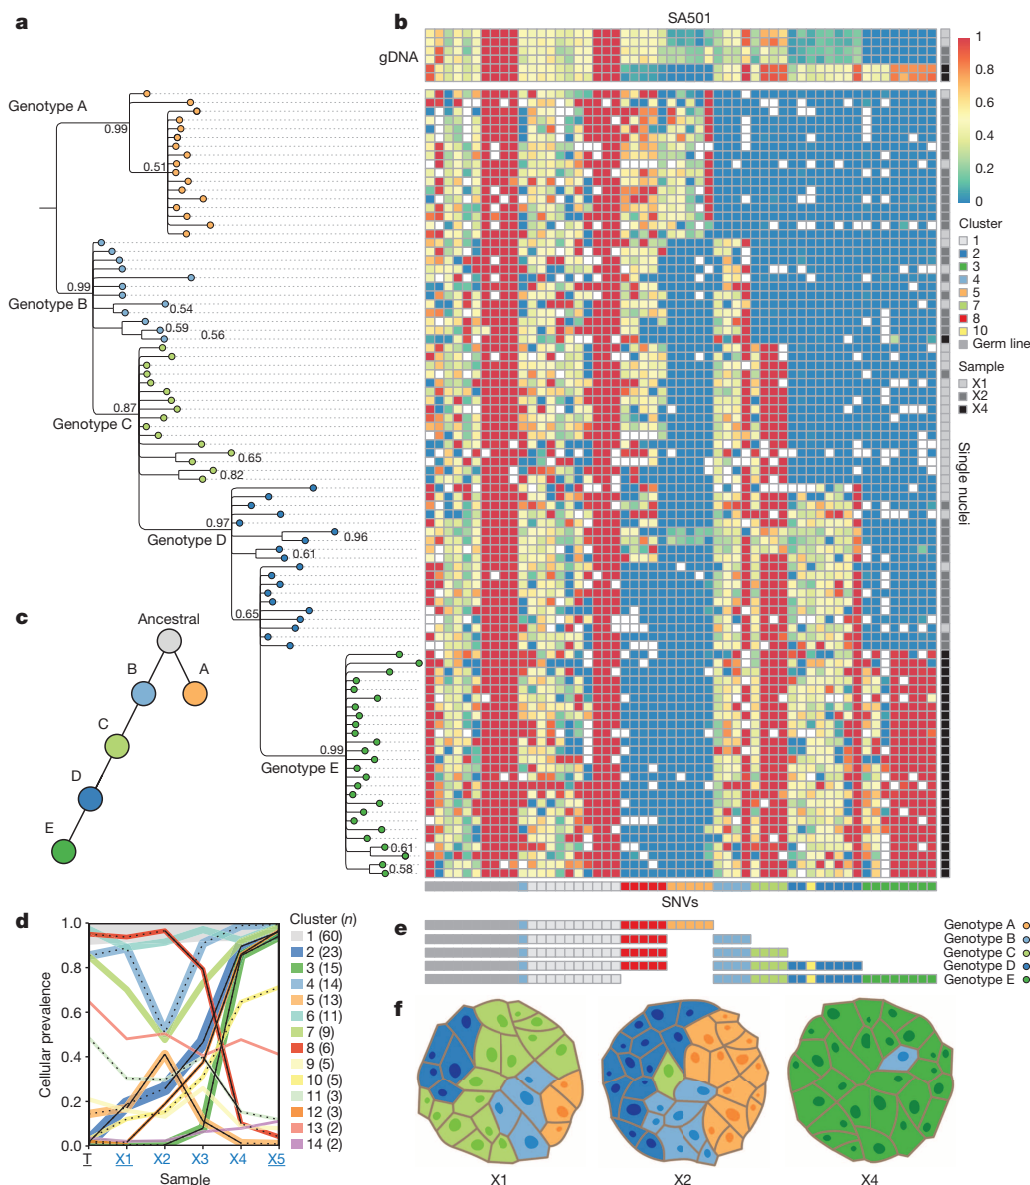 a
b
SA501
gDNA
1
0.8
0.6
0.4
0.2
0
Genotype A
0.99
0.51
0.99
Genotype B
0.54
0.59
0.56
0.87
Genotype C
0.65
0.82
0.97
Genotype D
0.96
0.61
0.65
0.99
Genotype E
0.61
0.58
Cluster
1
2
3
4
5
7
8
10
Germ line
Sample
X1
X2
X4
Single nuclei
SNVs
c
Ancestral
B
A
C
D
E
d
Cellular prevalence
1.0
0.8
0.6
0.4
0.2
0.0
T
X1
X2
X3
X4
X5
Sample
Cluster (n)
1 (60)
2 (23)
3 (15)
4 (14)
5 (13)
6 (11)
7 (9)
8 (6)
9 (5)
10 (5)
11 (3)
12 (3)
13 (2)
14 (2)
e
Genotype A
Genotype B
Genotype C
Genotype D
Genotype E
f
X1
X2
X4